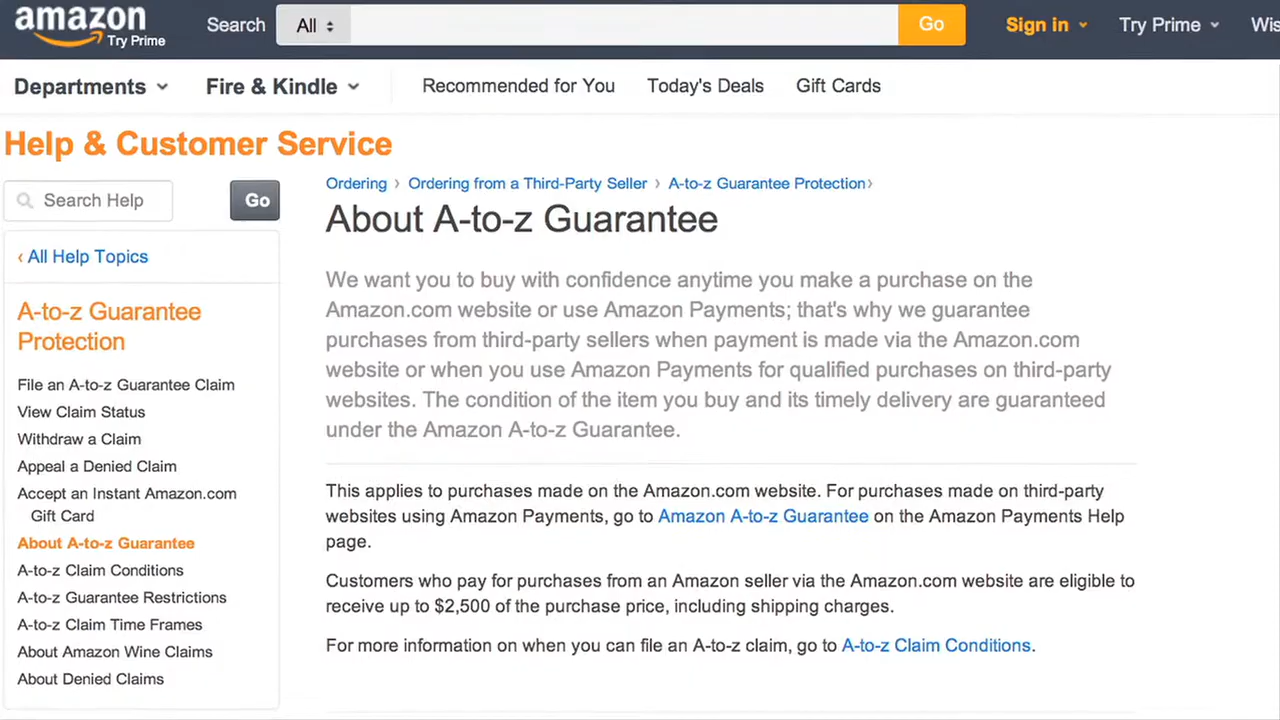 amazon
Try Prime
Search
All
Go
Sign in
Try Prime
Departments
Fire & Kindle
Recommended for You
Today's Deals
Gift Cards
Help & Customer Service
Search Help
Go
‹ All Help Topics
A-to-z Guarantee
Protection
File an A-to-z Guarantee Claim
View Claim Status
Withdraw a Claim
Appeal a Denied Claim
Accept an Instant Amazon.com
Gift Card
About A-to-z Guarantee
A-to-z Claim Conditions
A-to-z Guarantee Restrictions
A-to-z Claim Time Frames
About Amazon Wine Claims
About Denied Claims
Ordering › Ordering from a Third-Party Seller › A-to-z Guarantee Protection›
About A-to-z Guarantee
We want you to buy with confidence anytime you make a purchase on the
Amazon.com website or use Amazon Payments; that's why we guarantee
purchases from third-party sellers when payment is made via the Amazon.com
website or when you use Amazon Payments for qualified purchases on third-party
websites. The condition of the item you buy and its timely delivery are guaranteed
under the Amazon A-to-z Guarantee.
This applies to purchases made on the Amazon.com website. For purchases made on third-party
websites using Amazon Payments, go to Amazon A-to-z Guarantee on the Amazon Payments Help
page.
Customers who pay for purchases from an Amazon seller via the Amazon.com website are eligible to
receive up to $2,500 of the purchase price, including shipping charges.
For more information on when you can file an A-to-z claim, go to A-to-z Claim Conditions.